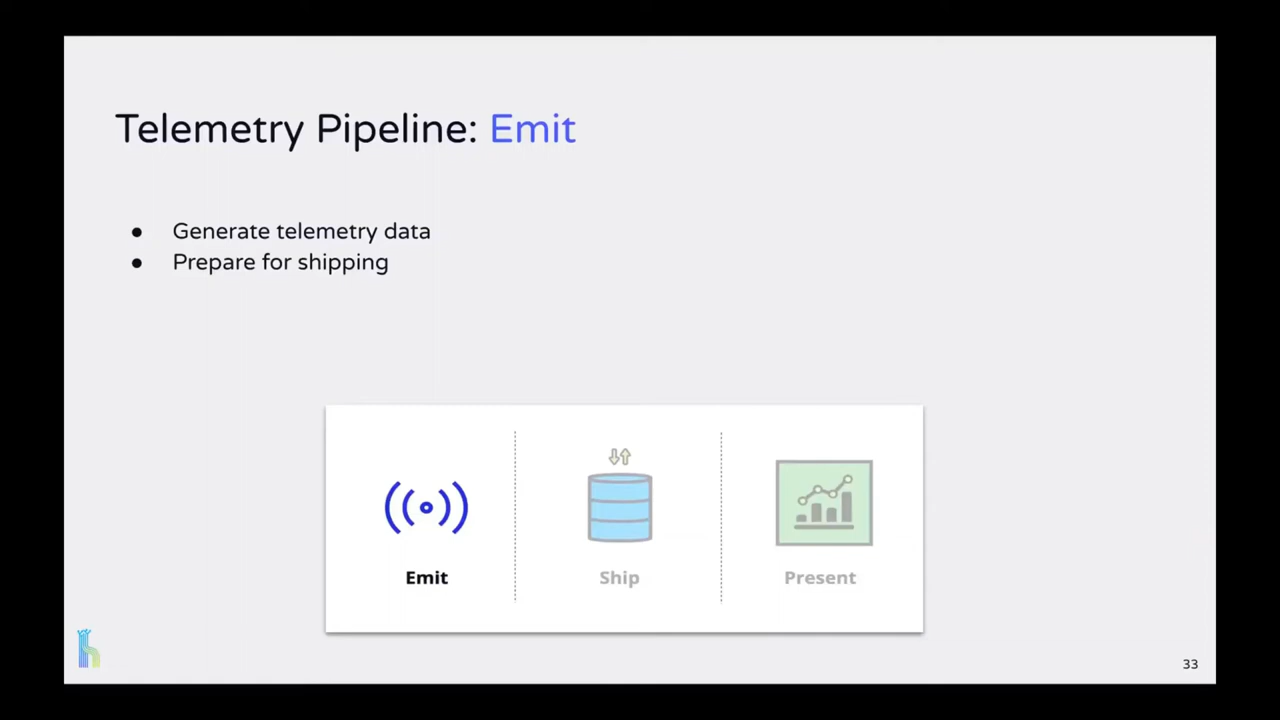 Telemetry Pipeline: Emit
● Generate telemetry data
● Prepare for shipping
Emit
Ship
Present
33